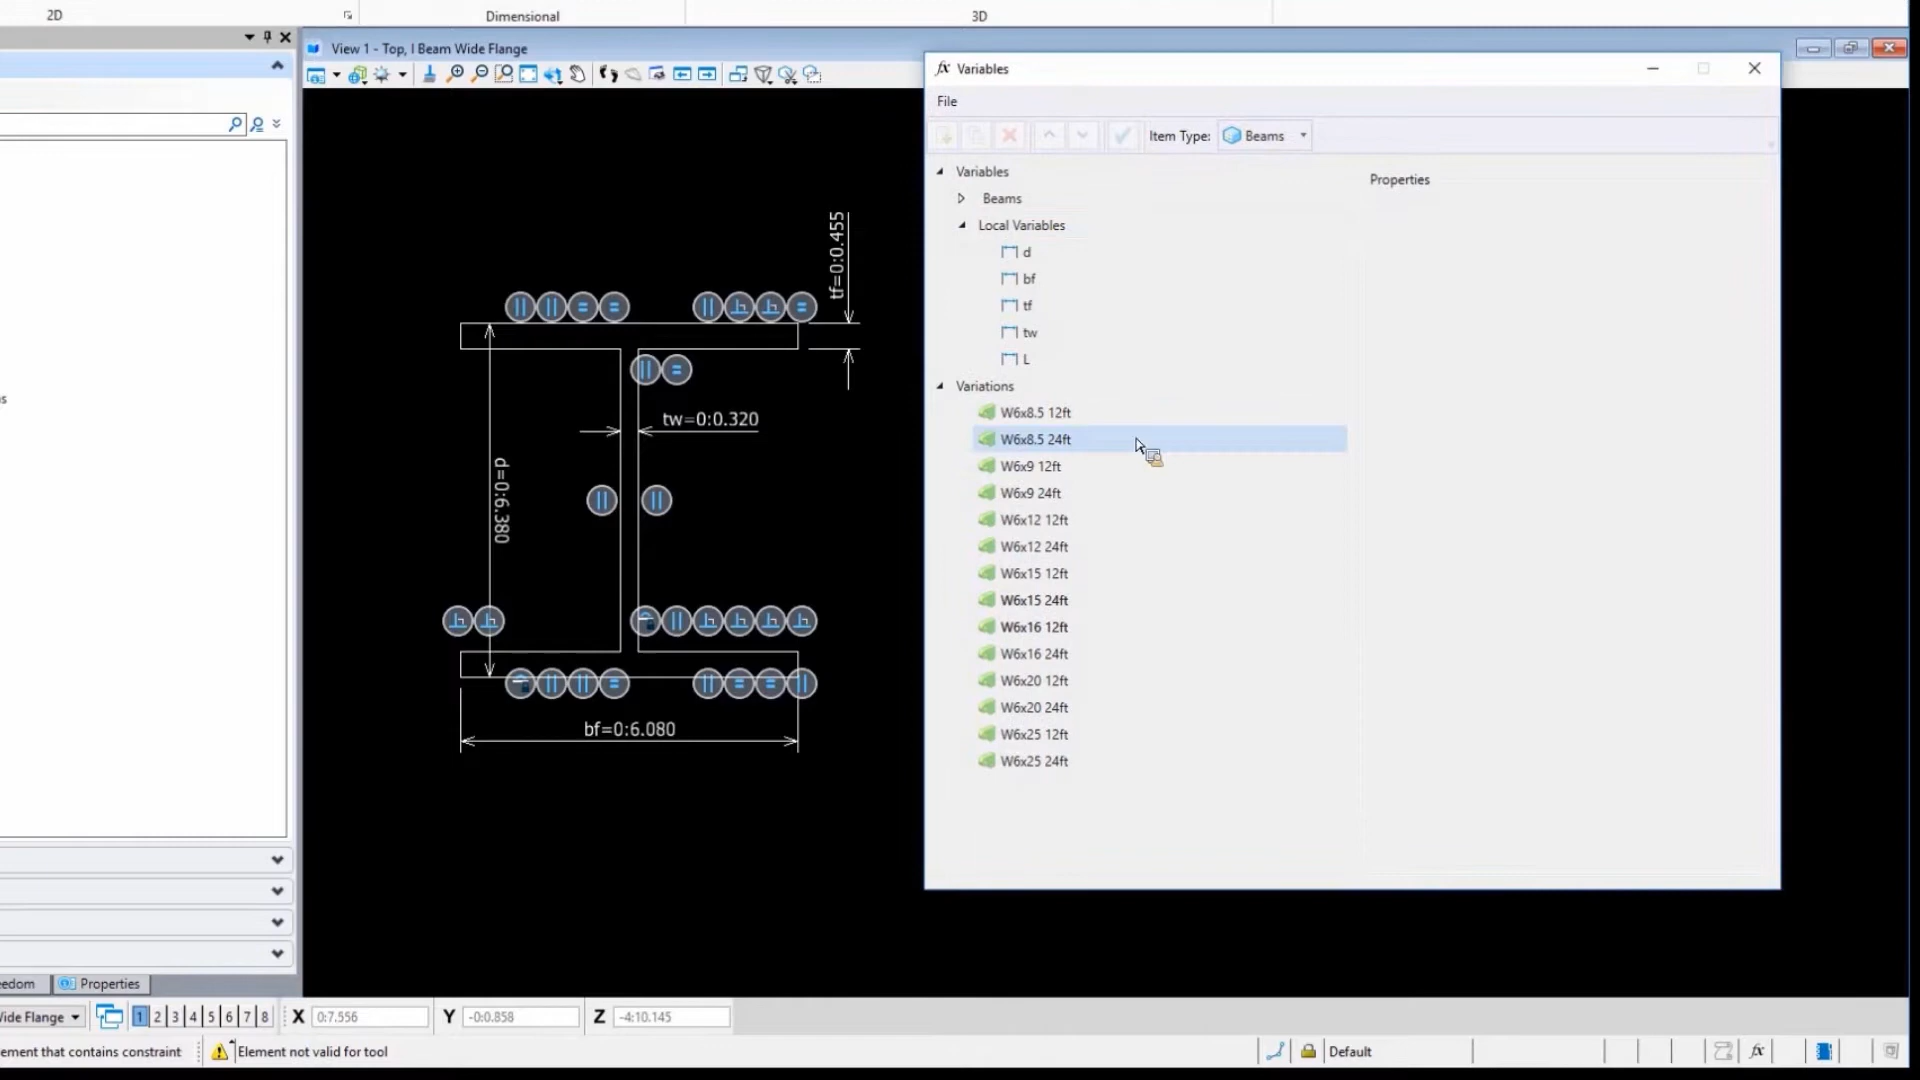 2D
Dimensional
3D
View 1 - Top, I Beam Wide Flange
fx Variables
File
Item Type: Beams
Variables
Properties
Beams
Local Variables
d
bf
tf
tw
L
Variations
W6x8.5 12ft
W6x8.5 24ft
W6x9 12ft
W6x9 24ft
W6x12 12ft
W6x12 24ft
W6x15 12ft
W6x15 24ft
W6x16 12ft
W6x16 24ft
W6x20 12ft
W6x20 24ft
W6x25 12ft
W6x25 24ft
tf=0:0.455
tw=0:0.320
d=0:6.380
bf=0:6.080
s
edom
Properties
Wide Flange
1 2 3 4 5 6 7 8
X 0:7.556
Y -0:0.858
Z -4:10.145
ement that contains constraint
Element not valid for tool
Default
fx